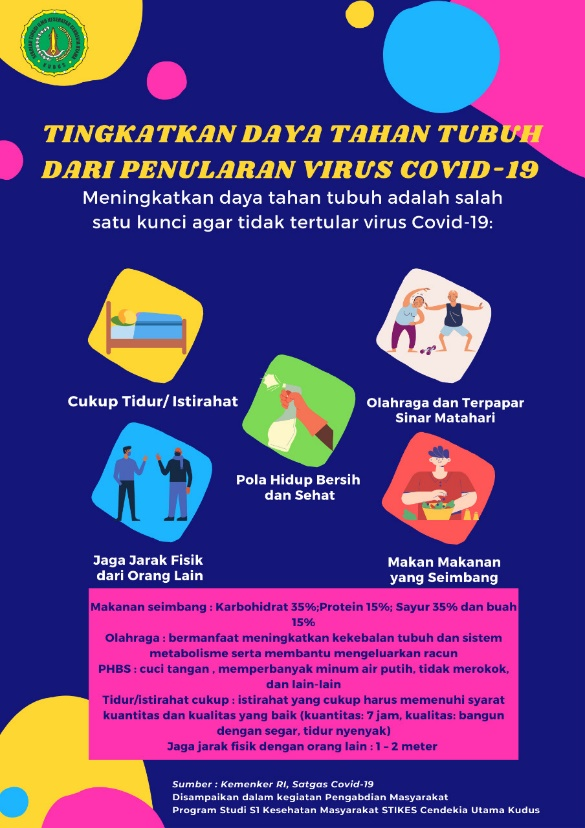 TINGKATKAN DAYA TAHAN TUBUH
DARI PENULARAN VIRUS COVID-19
Meningkatkan daya tahan tubuh adalah salah
satu kunci agar tidak tertular virus Covid-19:
Cukup Tidur/ Istirahat
Olahraga dan Terpapar
Sinar Matahari
Pola Hidup Bersih
dan Sehat
Jaga Jarak Fisik
dari Orang Lain
Makan Makanan
yang Seimbang
Makanan seimbang : Karbohidrat 35%;Protein 15%; Sayur 35% dan buah
15%
Olahraga : bermanfaat meningkatkan kekebalan tubuh dan sistem
metabolisme serta membantu mengeluarkan racun
PHBS : cuci tangan , memperbanyak minum air putih, tidak merokok,
dan lain-lain
Tidur/istirahat cukup : istirahat yang cukup harus memenuhi syarat
kuantitas dan kualitas yang baik (kuantitas: 7 jam, kualitas: bangun
dengan segar, tidur nyenyak)
Jaga jarak fisik dengan orang lain : 1 – 2 meter
Sumber : Kemenker RI, Satgas Covid-19
Disampaikan dalam kegiatan Pengabdian Masyarakat
Program Studi S1 Kesehatan Masyarakat STIKES Cendekia Utama Kudus